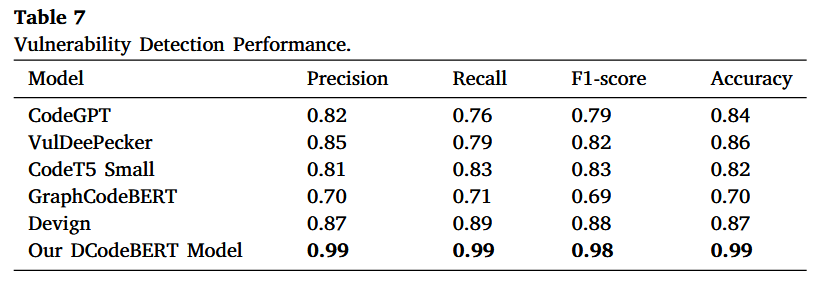 Table 7
Vulnerability Detection Performance.
Model Precision Recall F1-score Accuracy
CodeGPT 0.82 0.76 0.79 0.84
VulDeePecker 0.85 0.79 0.82 0.86
CodeT5 Small 0.81 0.83 0.83 0.82
GraphCodeBERT 0.70 0.71 0.69 0.70
Devign 0.87 0.89 0.88 0.87
Our DCodeBERT Model 0.99 0.99 0.98 0.99